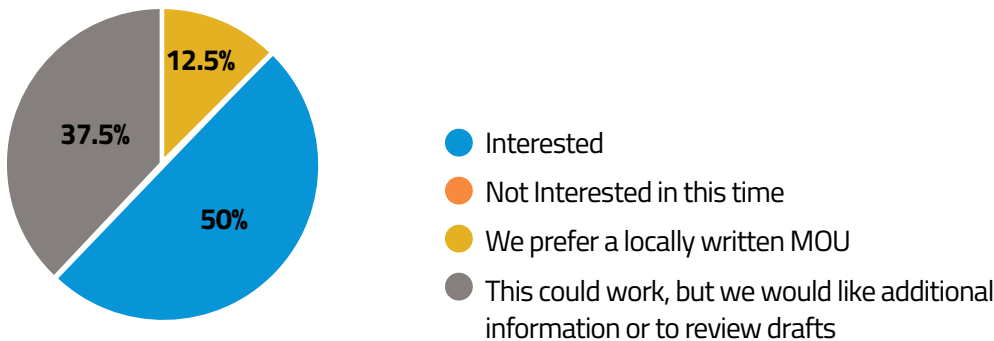 12.5%
37.5%
50%
Interested
Not Interested in this time
We prefer a locally written MOU
This could work, but we would like additional
information or to review drafts